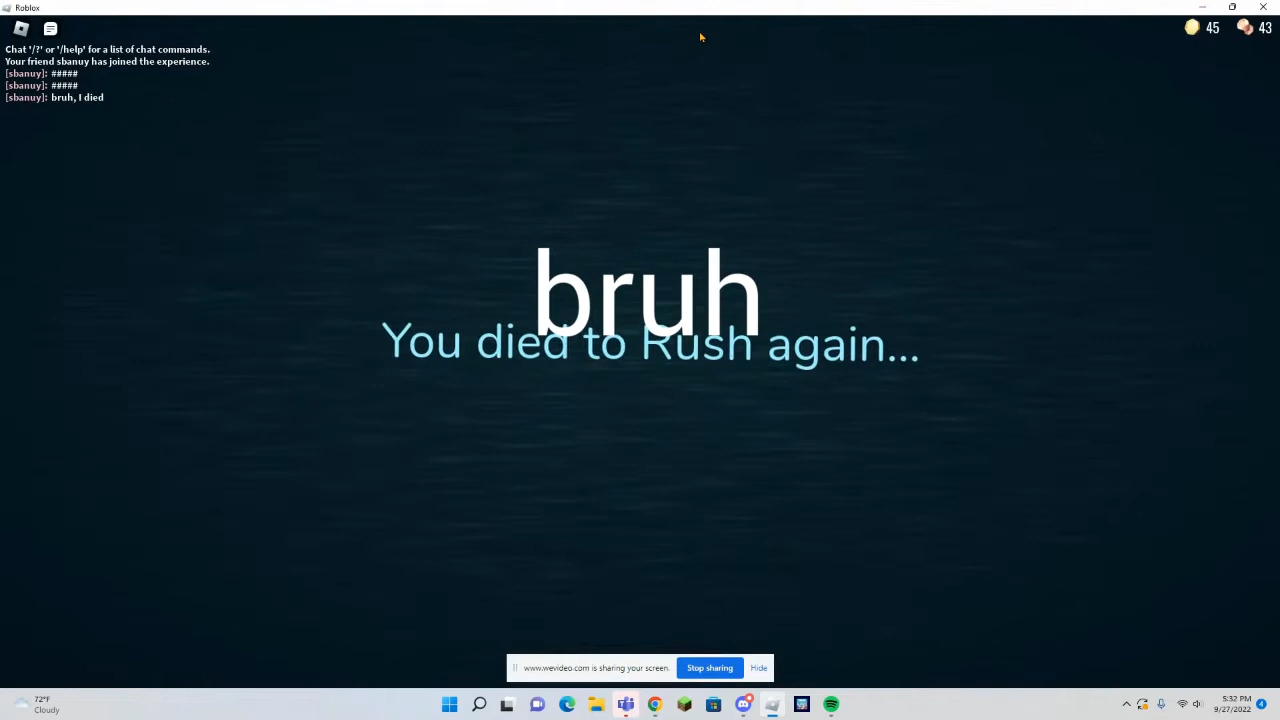 Roblox
45
43
Chat '/?' or '/help' for a list of chat commands.
Your friend sbanuy has joined the experience.
[sbanuy]: #####
[sbanuy]: #####
[sbanuy]: bruh, I died
bruh
You died to Rush again...
www.wevideo.com is sharing your screen.
Stop sharing
Hide
72°F
Cloudy
5:32 PM
9/27/2022
4